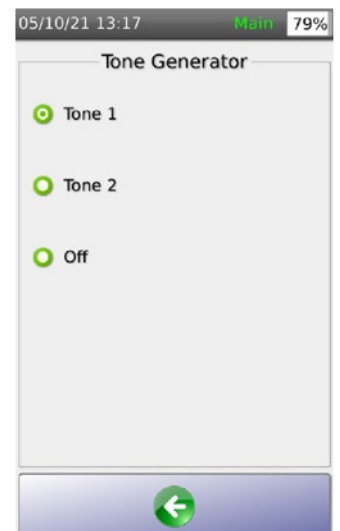 05/10/21 13:17 Main 79%
Tone Generator
Tone 1
Tone 2
Off